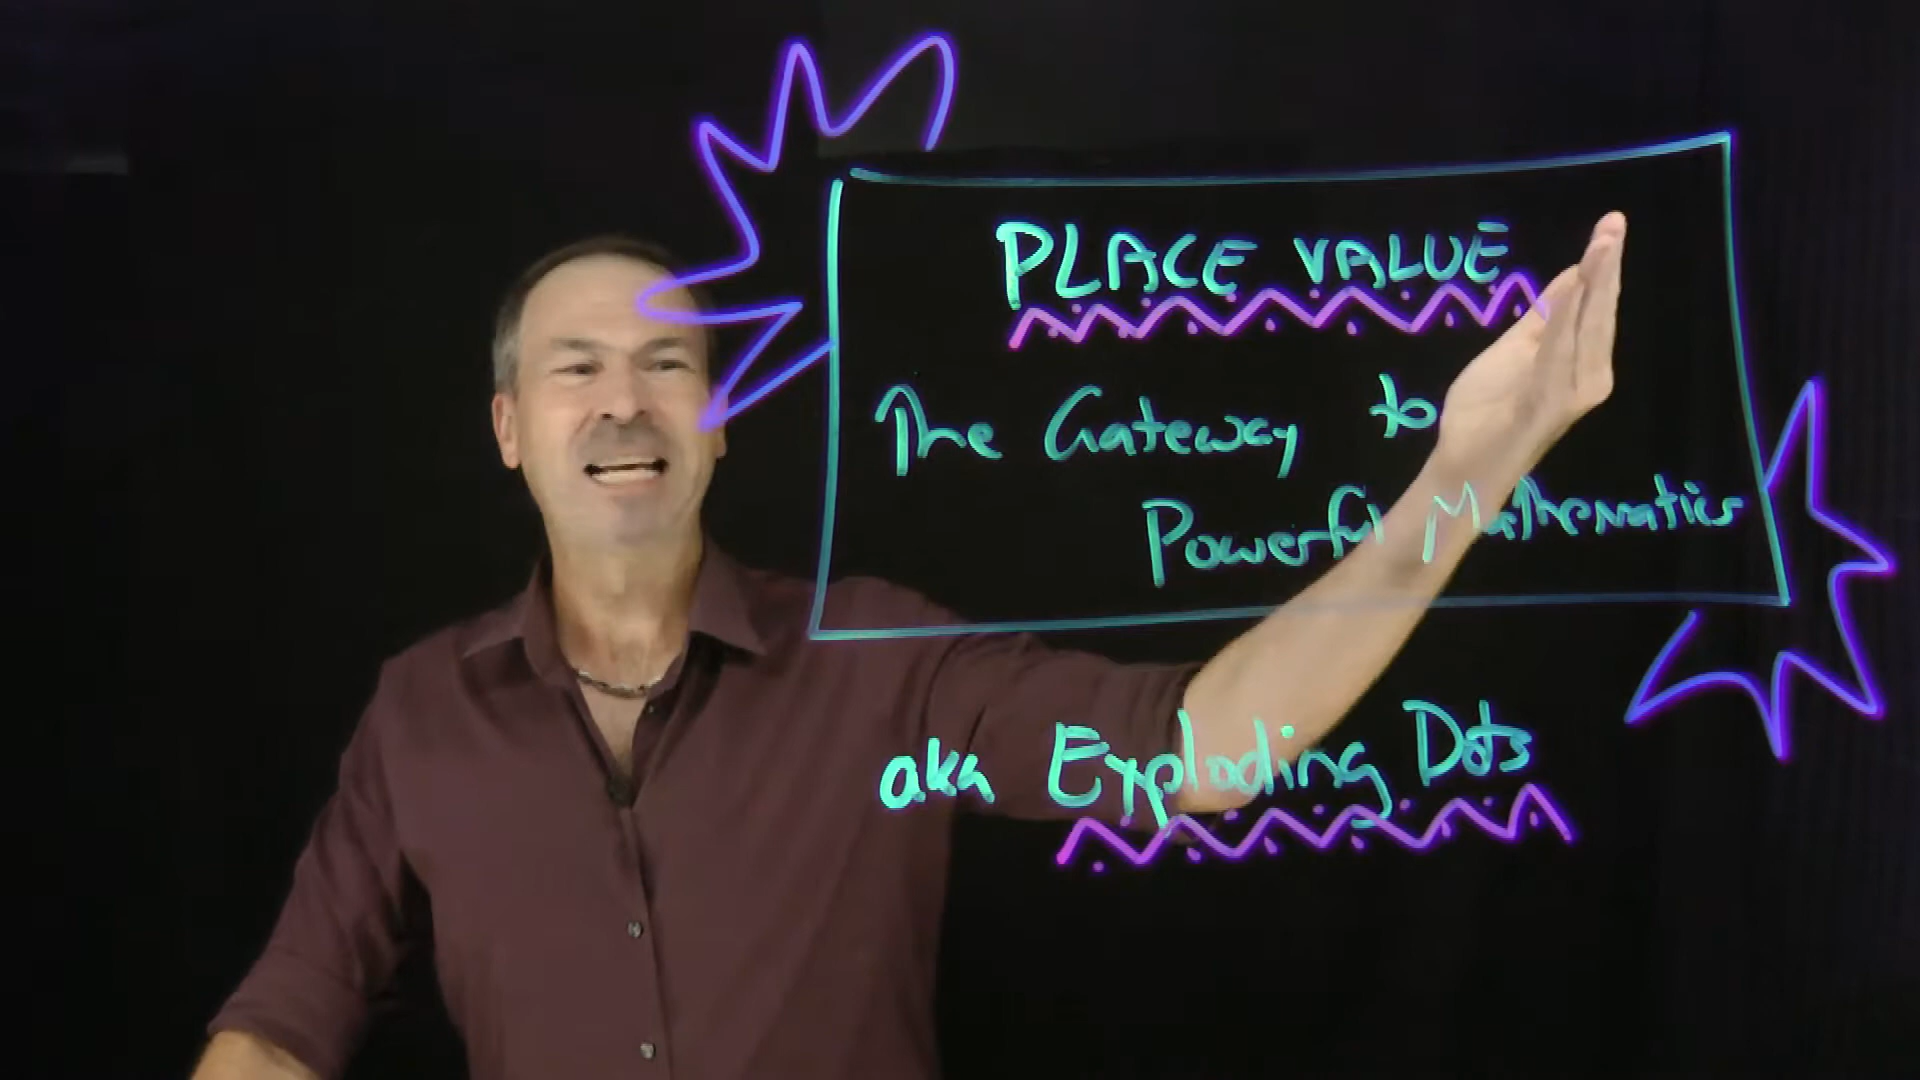 PLACE VALUE
The Gateway to
Powerful Mathematics
aka Exploding Dots